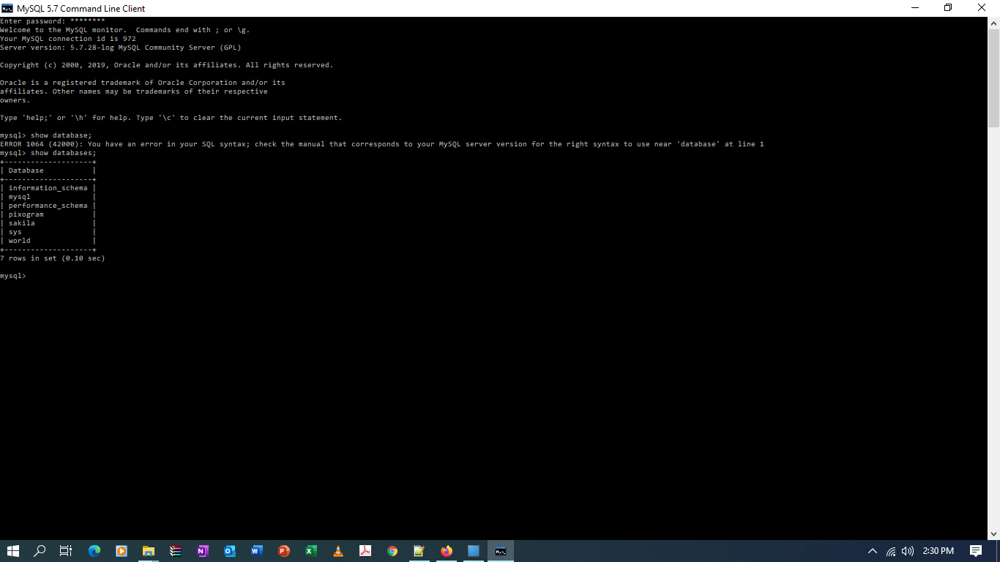 MySQL 5.7 Command Line Client
Enter password: ********
Welcome to the MySQL monitor.  Commands end with ; or \g.
Your MySQL connection id is 972
Server version: 5.7.28-log MySQL Community Server (GPL)
Copyright (c) 2000, 2019, Oracle and/or its affiliates. All rights reserved.
Oracle is a registered trademark of Oracle Corporation and/or its
affiliates. Other names may be trademarks of their respective
owners.
Type 'help;' or '\h' for help. Type '\c' to clear the current input statement.
mysql> show database;
ERROR 1064 (42000): You have an error in your SQL syntax; check the manual that corresponds to your MySQL server version for the right syntax to use near 'database' at line 1
mysql> show databases;
+--------------------+
| Database           |
+--------------------+
| information_schema |
| mysql              |
| performance_schema |
| pixogram           |
| sakila             |
| sys                |
| world              |
+--------------------+
7 rows in set (0.10 sec)
mysql>
2:30 PM